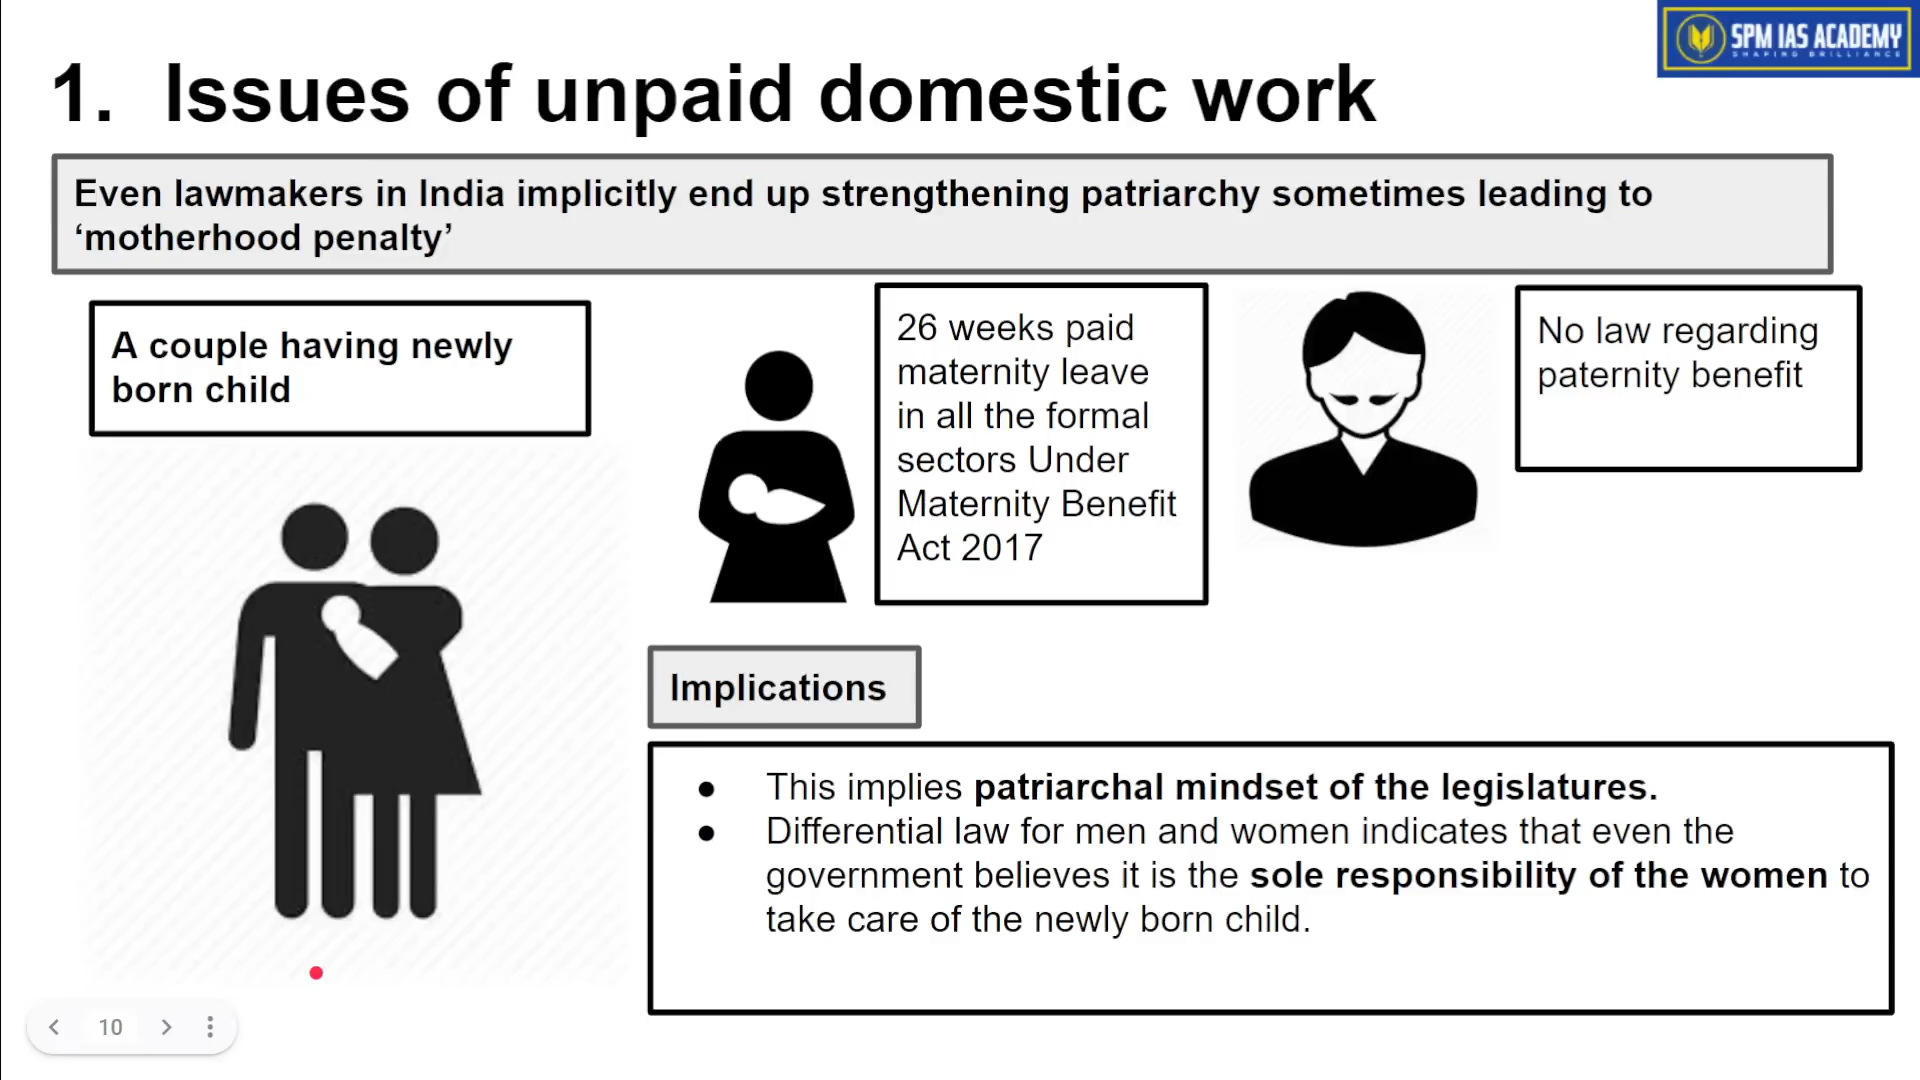 SPM IAS ACADEMY
SHAPING BRILLIANCE
1. Issues of unpaid domestic work
Even lawmakers in India implicitly end up strengthening patriarchy sometimes leading to
‘motherhood penalty’
A couple having newly
born child
26 weeks paid
maternity leave
in all the formal
sectors Under
Maternity Benefit
Act 2017
No law regarding
paternity benefit
Implications
● This implies patriarchal mindset of the legislatures.
● Differential law for men and women indicates that even the
government believes it is the sole responsibility of the women to
take care of the newly born child.
10